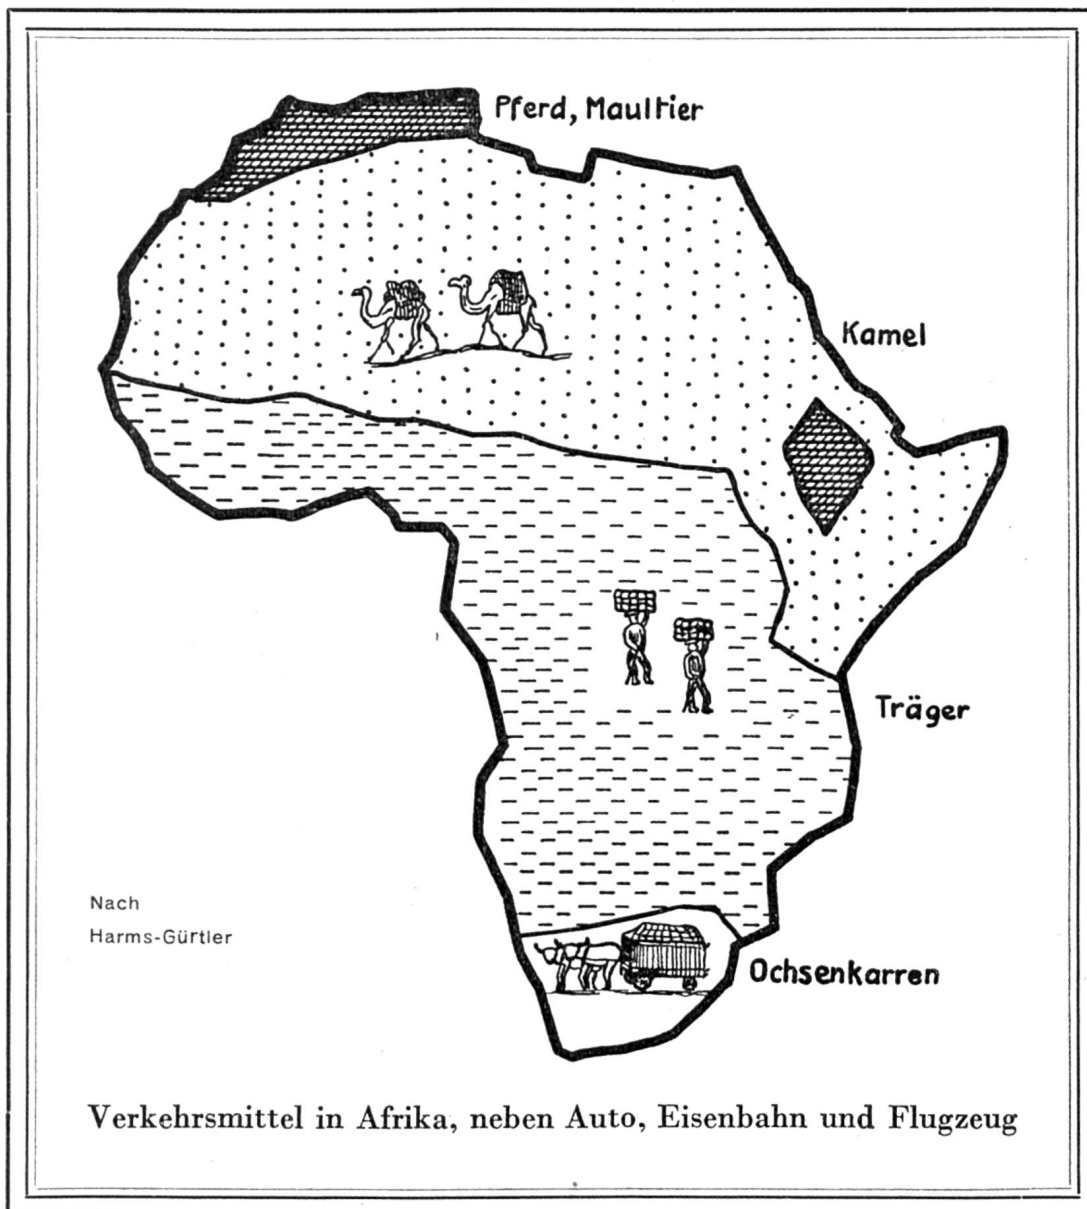 Pferd, Maultier
Kamel
Träger
Nach
Harms-Gürtler
Ochsenkarren
Verkehrsmittel in Afrika, neben Auto, Eisenbahn und Flugzeug